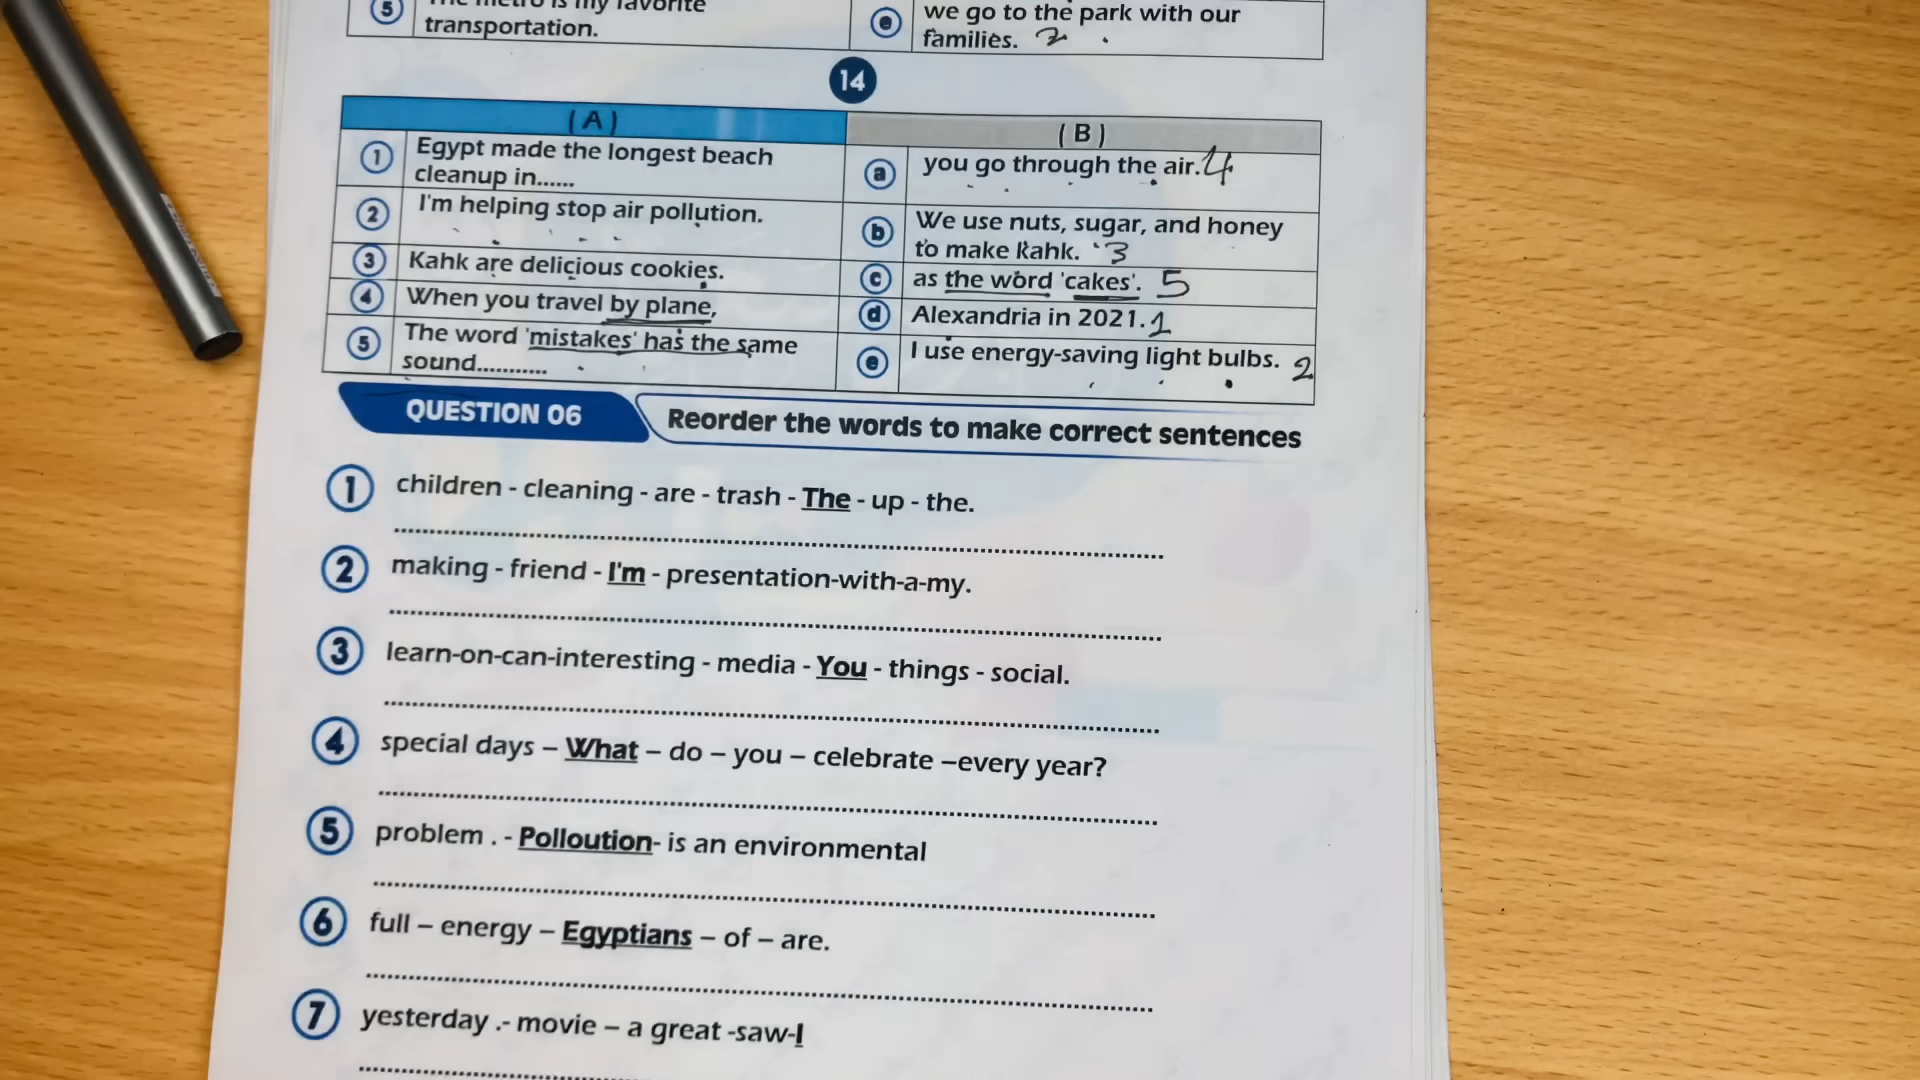 5 The metro is my favorite
transportation.
e we go to the park with our
families. 2
14
( A )
( B )
1 Egypt made the longest beach
cleanup in......
a you go through the air. 4
2 I'm helping stop air pollution.
b We use nuts, sugar, and honey
to make kahk. 3
3 Kahk are delicious cookies.
c as the word 'cakes'. 5
4 When you travel by plane,
d Alexandria in 2021. 1
5 The word 'mistakes' has the same
sound...........
e I use energy-saving light bulbs. 2
QUESTION 06 Reorder the words to make correct sentences
1 children - cleaning - are - trash - The - up - the.
2 making - friend - I'm - presentation-with-a-my.
3 learn-on-can-interesting - media - You - things - social.
4 special days – What – do – you – celebrate –every year?
5 problem . - Polloution- is an environmental
6 full – energy – Egyptians – of – are.
7 yesterday .- movie – a great -saw-I